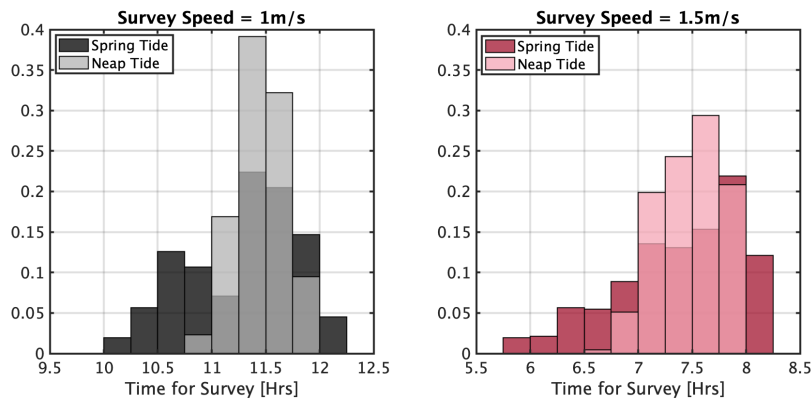 Survey Speed = 1m/s
Spring Tide
Neap Tide
0.4
0.35
0.3
0.25
0.2
0.15
0.1
0.05
0
9.5 10 10.5 11 11.5 12 12.5
Time for Survey [Hrs]
Survey Speed = 1.5m/s
Spring Tide
Neap Tide
0.4
0.35
0.3
0.25
0.2
0.15
0.1
0.05
0
5.5 6 6.5 7 7.5 8 8.5
Time for Survey [Hrs]